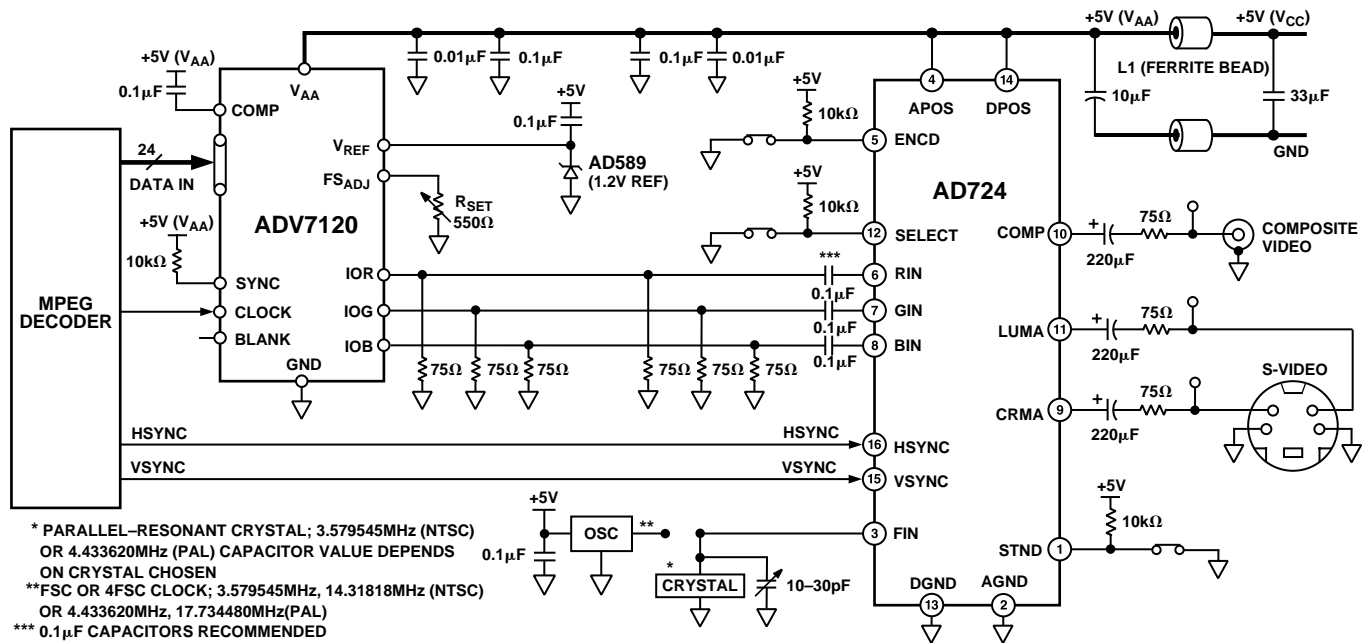 +5V (VAA)
0.1µF
COMP
VAA
0.01µF
0.1µF
0.1µF
0.01µF
+5V (VAA)
+5V (VCC)
L1 (FERRITE BEAD)
10µF
33µF
GND
4
APOS
14
DPOS
+5V
10kΩ
5
ENCD
+5V
0.1µF
VREF
AD589
(1.2V REF)
FSADJ
RSET
550Ω
24
DATA IN
ADV7120
AD724
+5V
10kΩ
12
SELECT
COMP
10
+
220µF
75Ω
COMPOSITE
VIDEO
+5V (VAA)
10kΩ
SYNC
MPEG
DECODER
CLOCK
BLANK
GND
IOR
IOG
IOB
***
0.1µF
6
RIN
0.1µF
7
GIN
0.1µF
8
BIN
75Ω
75Ω
75Ω
75Ω
75Ω
75Ω
LUMA
11
+
220µF
75Ω
S-VIDEO
CRMA
9
+
220µF
75Ω
HSYNC
HSYNC
16
HSYNC
VSYNC
VSYNC
15
VSYNC
+5V
0.1µF
OSC
**
3
FIN
*
CRYSTAL
10–30pF
+5V
10kΩ
STND
1
DGND
13
AGND
2
* PARALLEL–RESONANT CRYSTAL; 3.579545MHz (NTSC)
OR 4.433620MHz (PAL) CAPACITOR VALUE DEPENDS
ON CRYSTAL CHOSEN
**FSC OR 4FSC CLOCK; 3.579545MHz, 14.31818MHz (NTSC)
OR 4.433620MHz, 17.734480MHz(PAL)
*** 0.1µF CAPACITORS RECOMMENDED